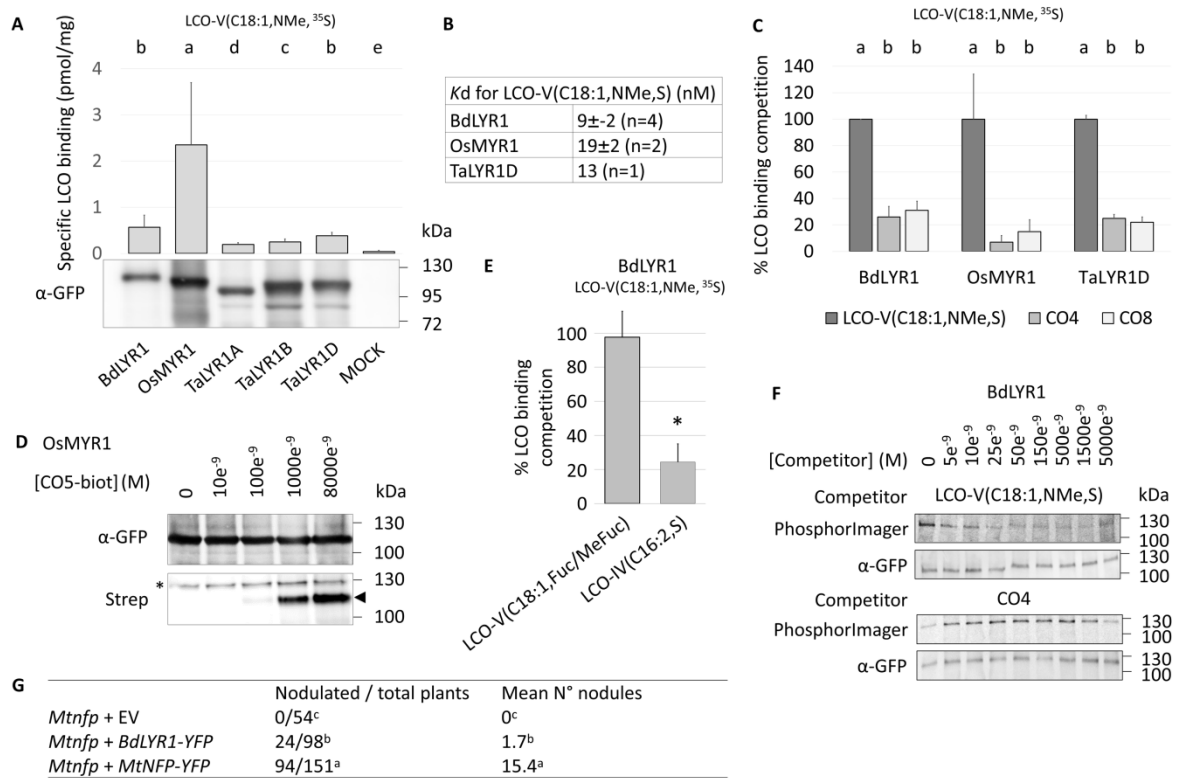 A
LCO-V(C18:1,NMe, ³⁵S)
b a d c b e
Specific LCO binding (pmol/mg)
4
3
2
1
0
kDa
130
95
72
α-GFP
BdLYR1
OsMYR1
TaLYR1A
TaLYR1B
TaLYR1D
MOCK
B
Kd for LCO-V(C18:1,NMe,S) (nM)
BdLYR1 9±-2 (n=4)
OsMYR1 19±2 (n=2)
TaLYR1D 13 (n=1)
C
LCO-V(C18:1,NMe, ³⁵S)
a b b a b b a b b
% LCO binding competition
140
120
100
80
60
40
20
0
BdLYR1 OsMYR1 TaLYR1D
LCO-V(C18:1,NMe,S) CO4 CO8
D OsMYR1
[CO5-biot] (M)
0
10e⁻⁹
100e⁻⁹
1000e⁻⁹
8000e⁻⁹
kDa
α-GFP
130
100
*
Strep
130
100
E
BdLYR1
LCO-V(C18:1,NMe, ³⁵S)
% LCO binding competition
100
80
60
40
20
0
*
LCO-V(C18:1,Fuc/MeFuc)
LCO-IV(C16:2,S)
F
BdLYR1
[Competitor] (M)
0
5e⁻⁹
10e⁻⁹
25e⁻⁹
50e⁻⁹
150e⁻⁹
500e⁻⁹
1500e⁻⁹
5000e⁻⁹
Competitor LCO-V(C18:1,NMe,S) kDa
PhosphorImager 130
100
α-GFP 130
100
Competitor CO4
PhosphorImager 130
100
α-GFP 130
100
G
Nodulated / total plants Mean N° nodules
Mtnfp + EV 0/54ᶜ 0ᶜ
Mtnfp + BdLYR1-YFP 24/98ᵇ 1.7ᵇ
Mtnfp + MtNFP-YFP 94/151ᵃ 15.4ᵃ